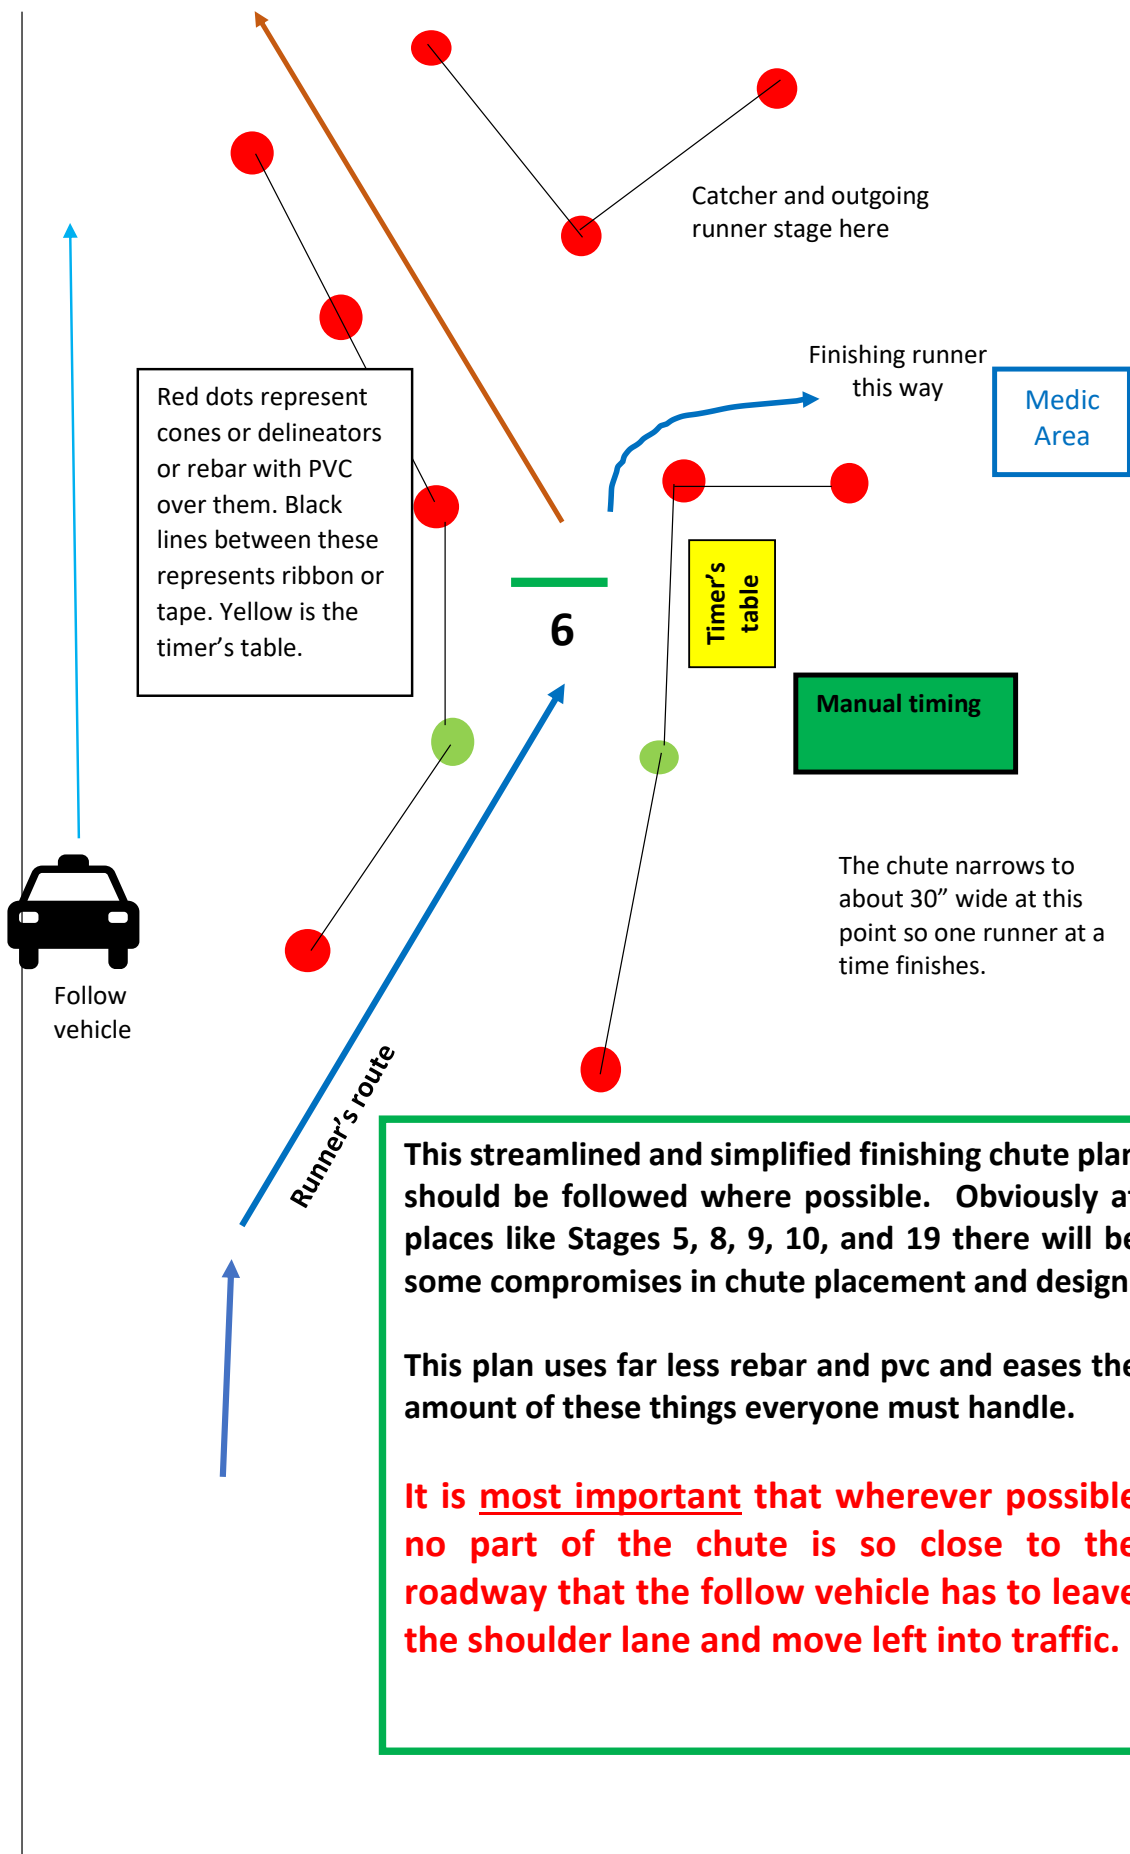 Catcher and outgoing
runner stage here
Finishing runner
this way
Medic
Area
Red dots represent
cones or delineators
or rebar with PVC
over them. Black
lines between these
represents ribbon or
tape. Yellow is the
timer’s table.
Timer’s
table
6
Manual timing
The chute narrows to
about 30” wide at this
point so one runner at a
time finishes.
Follow
vehicle
Runner’s route
This streamlined and simplified finishing chute plan
should be followed where possible. Obviously at
places like Stages 5, 8, 9, 10, and 19 there will be
some compromises in chute placement and design
This plan uses far less rebar and pvc and eases the
amount of these things everyone must handle.
It is most important that wherever possible
no part of the chute is so close to the
roadway that the follow vehicle has to leave
the shoulder lane and move left into traffic.